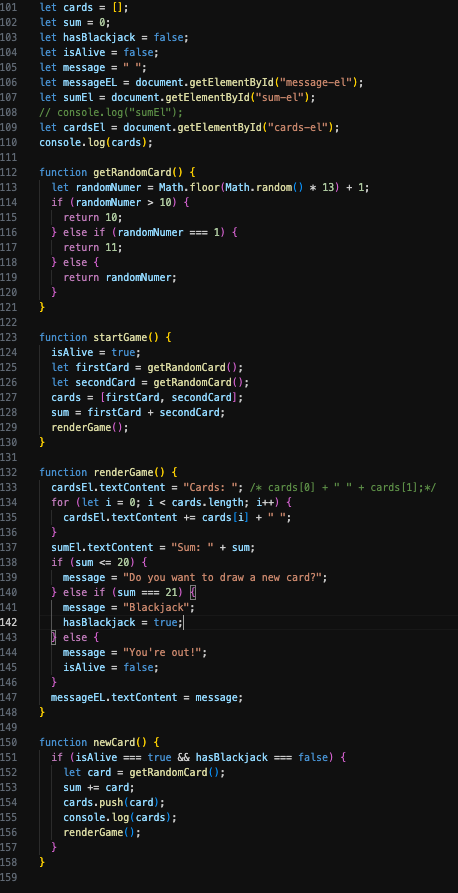 101 let cards = [];
102 let sum = 0;
103 let hasBlackjack = false;
104 let isAlive = false;
105 let message = " ";
106 let messageEL = document.getElementById("message-el");
107 let sumEl = document.getElementById("sum-el");
108 // console.log("sumEl");
109 let cardsEl = document.getElementById("cards-el");
110 console.log(cards);
111
112 function getRandomCard() {
113   let randomNumer = Math.floor(Math.random() * 13) + 1;
114   if (randomNumer > 10) {
115     return 10;
116   } else if (randomNumer === 1) {
117     return 11;
118   } else {
119     return randomNumer;
120   }
121 }
122
123 function startGame() {
124   isAlive = true;
125   let firstCard = getRandomCard();
126   let secondCard = getRandomCard();
127   cards = [firstCard, secondCard];
128   sum = firstCard + secondCard;
129   renderGame();
130 }
131
132 function renderGame() {
133   cardsEl.textContent = "Cards: "; /* cards[0] + " " + cards[1];*/
134   for (let i = 0; i < cards.length; i++) {
135     cardsEl.textContent += cards[i] + " ";
136   }
137   sumEl.textContent = "Sum: " + sum;
138   if (sum <= 20) {
139     message = "Do you want to draw a new card?";
140   } else if (sum === 21) {
141     message = "Blackjack";
142     hasBlackjack = true;
143   } else {
144     message = "You're out!";
145     isAlive = false;
146   }
147   messageEL.textContent = message;
148 }
149
150 function newCard() {
151   if (isAlive === true && hasBlackjack === false) {
152     let card = getRandomCard();
153     sum += card;
154     cards.push(card);
155     console.log(cards);
156     renderGame();
157   }
158 }
159